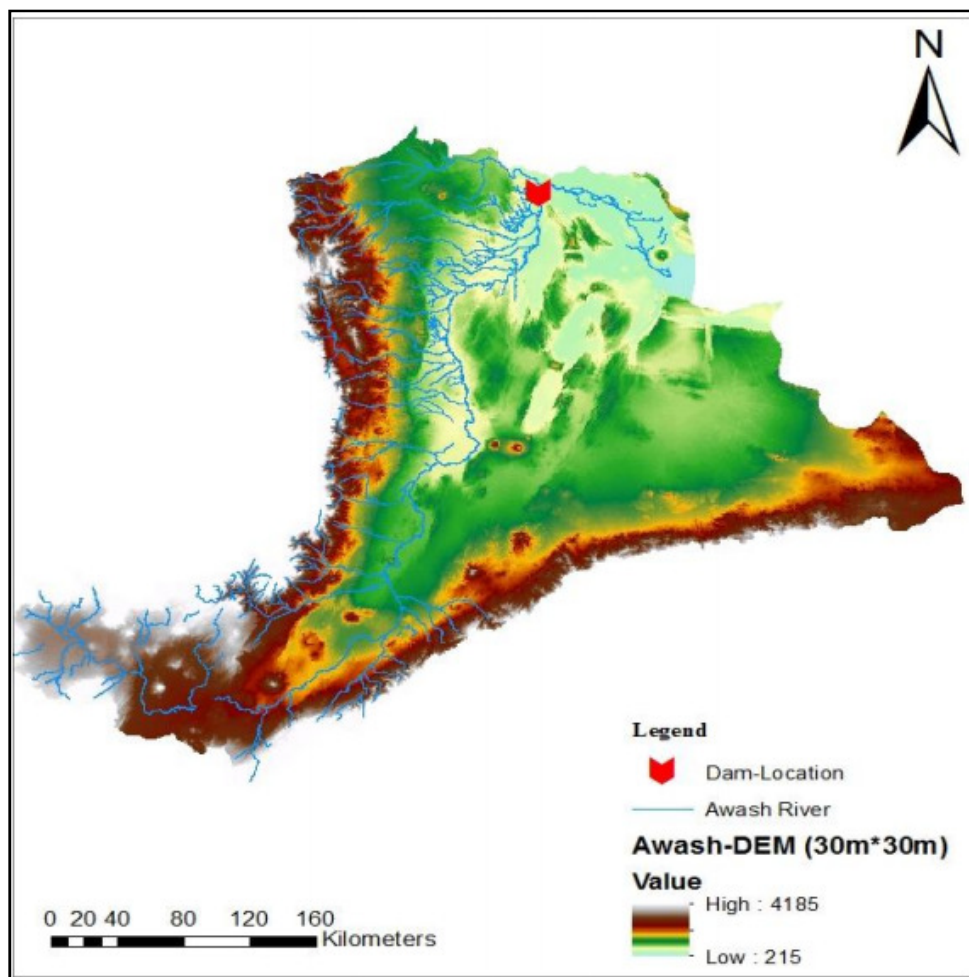 N
Legend
Dam-Location
Awash River
Awash-DEM (30m*30m)
Value
High : 4185
Low : 215
0 20 40 80 120 160
Kilometers